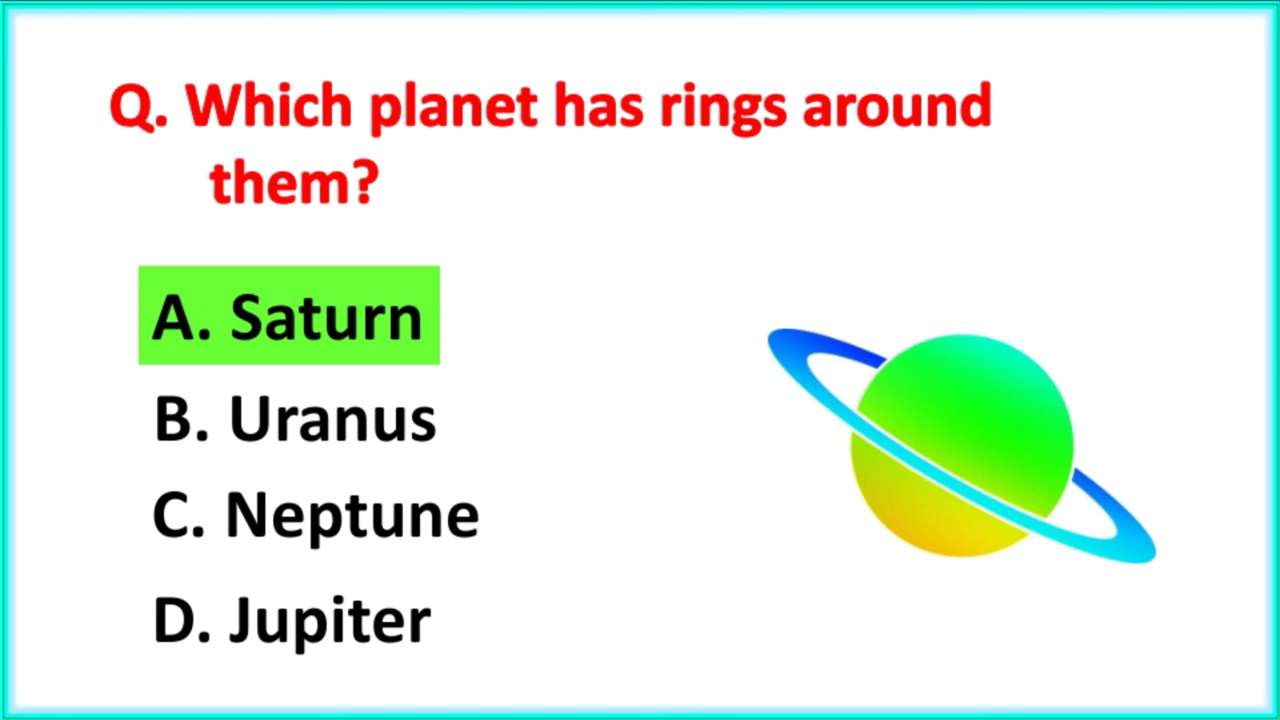 Q. Which planet has rings around
them?
A. Saturn
B. Uranus
C. Neptune
D. Jupiter